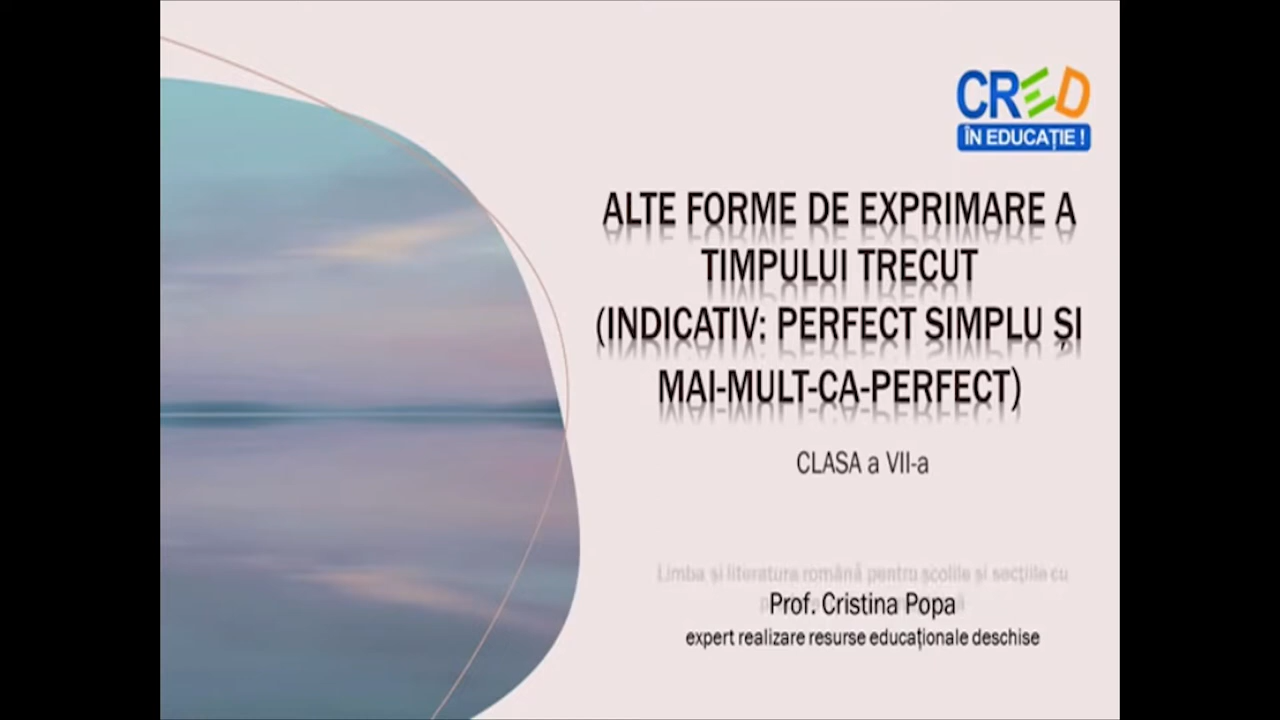 CRED
ÎN EDUCAȚIE !
ALTE FORME DE EXPRIMARE A
TIMPULUI TRECUT
(INDICATIV: PERFECT SIMPLU ȘI
MAI-MULT-CA-PERFECT)
CLASA a VII-a
Limba și literatura română pentru școlile și secțiile cu
Prof. Cristina Popa
expert realizare resurse educaționale deschise